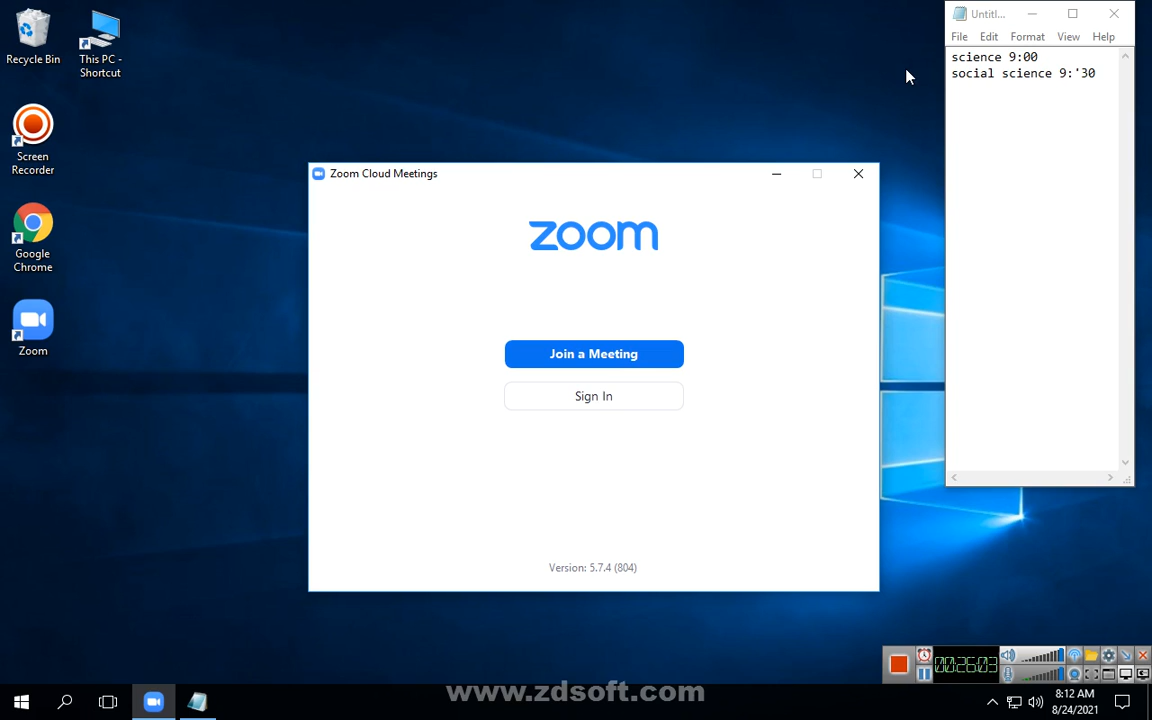 Recycle Bin
This PC -
Shortcut
Screen
Recorder
Google
Chrome
Zoom
Zoom Cloud Meetings
zoom
Join a Meeting
Sign In
Version: 5.7.4 (804)
Untitl...
File Edit Format View Help
science 9:00
social science 9:'30
00:26:03
www.zdsoft.com
8:12 AM
8/24/2021